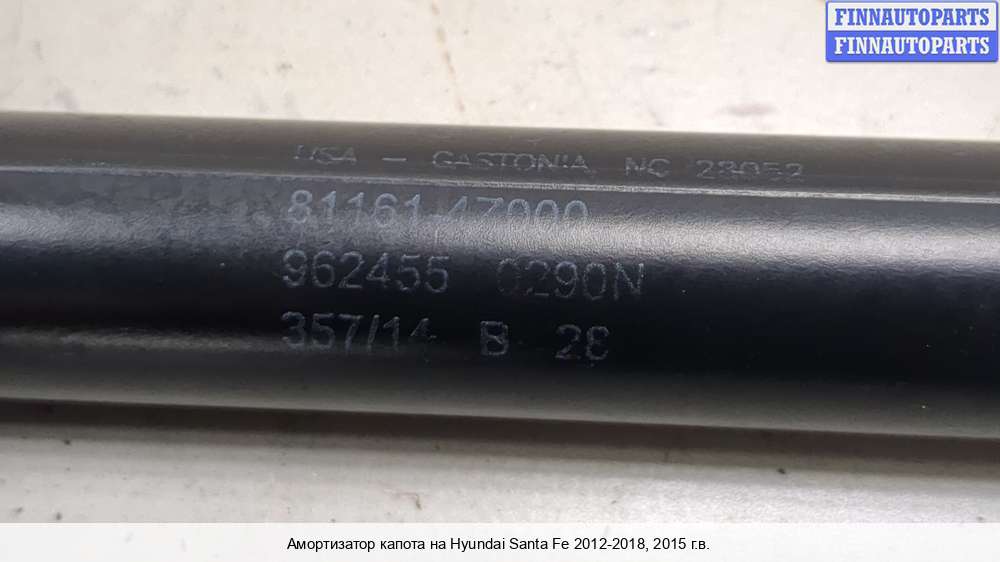 FINNAUTOPARTS
FINNAUTOPARTS
USA - GASTONIA, NC 28052
81161 4Z000
962455 0290N
357/14 B 28
Амортизатор капота на Hyundai Santa Fe 2012-2018, 2015 г.в.